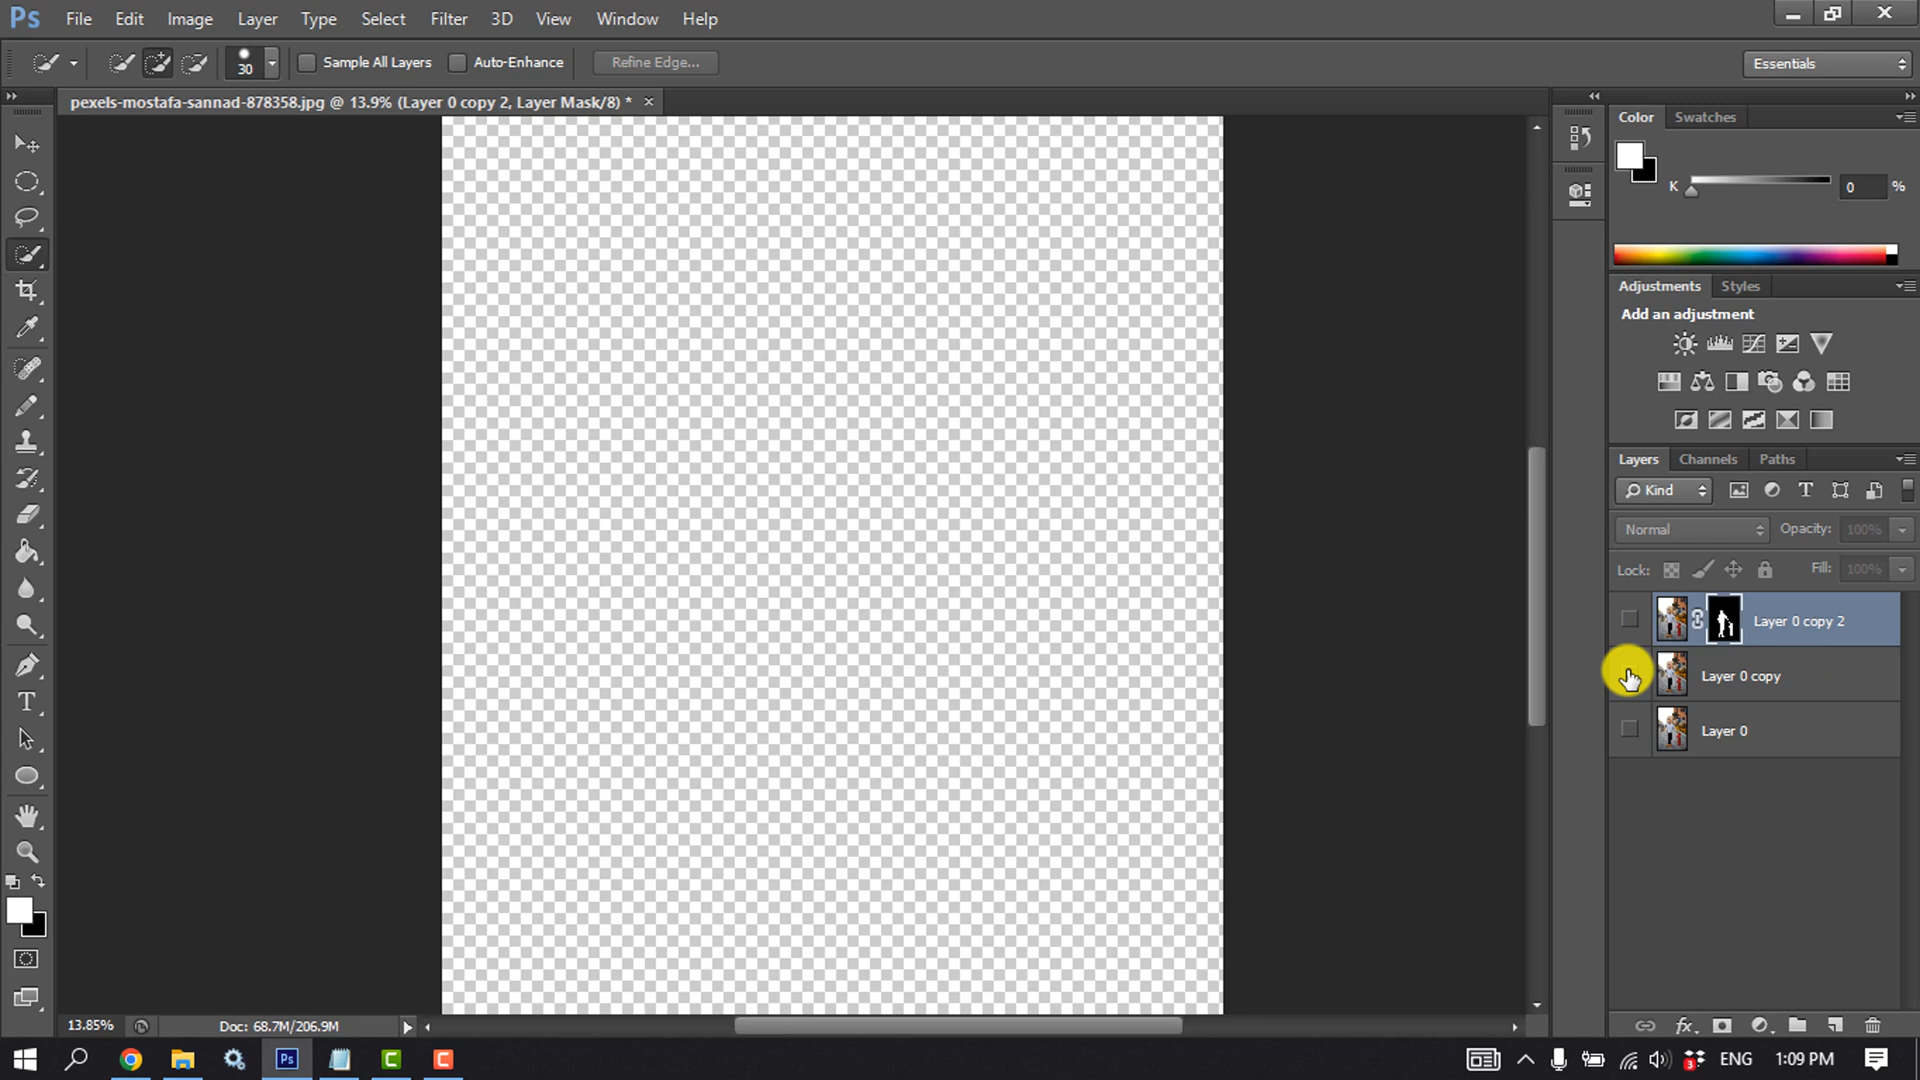 Ps File Edit Image Layer Type Select Filter 3D View Window Help
30 Sample All Layers Auto-Enhance Refine Edge... Essentials
pexels-mostafa-sannad-878358.jpg @ 13.9% (Layer 0 copy 2, Layer Mask/8) *
Color Swatches
K 0 %
Adjustments Styles
Add an adjustment
Layers Channels Paths
Kind
Normal Opacity: 100%
Lock: Fill: 100%
Layer 0 copy 2
Layer 0 copy
Layer 0
fx
13.85% Doc: 68.7M/206.9M
Ps C C 3 ENG 1:09 PM